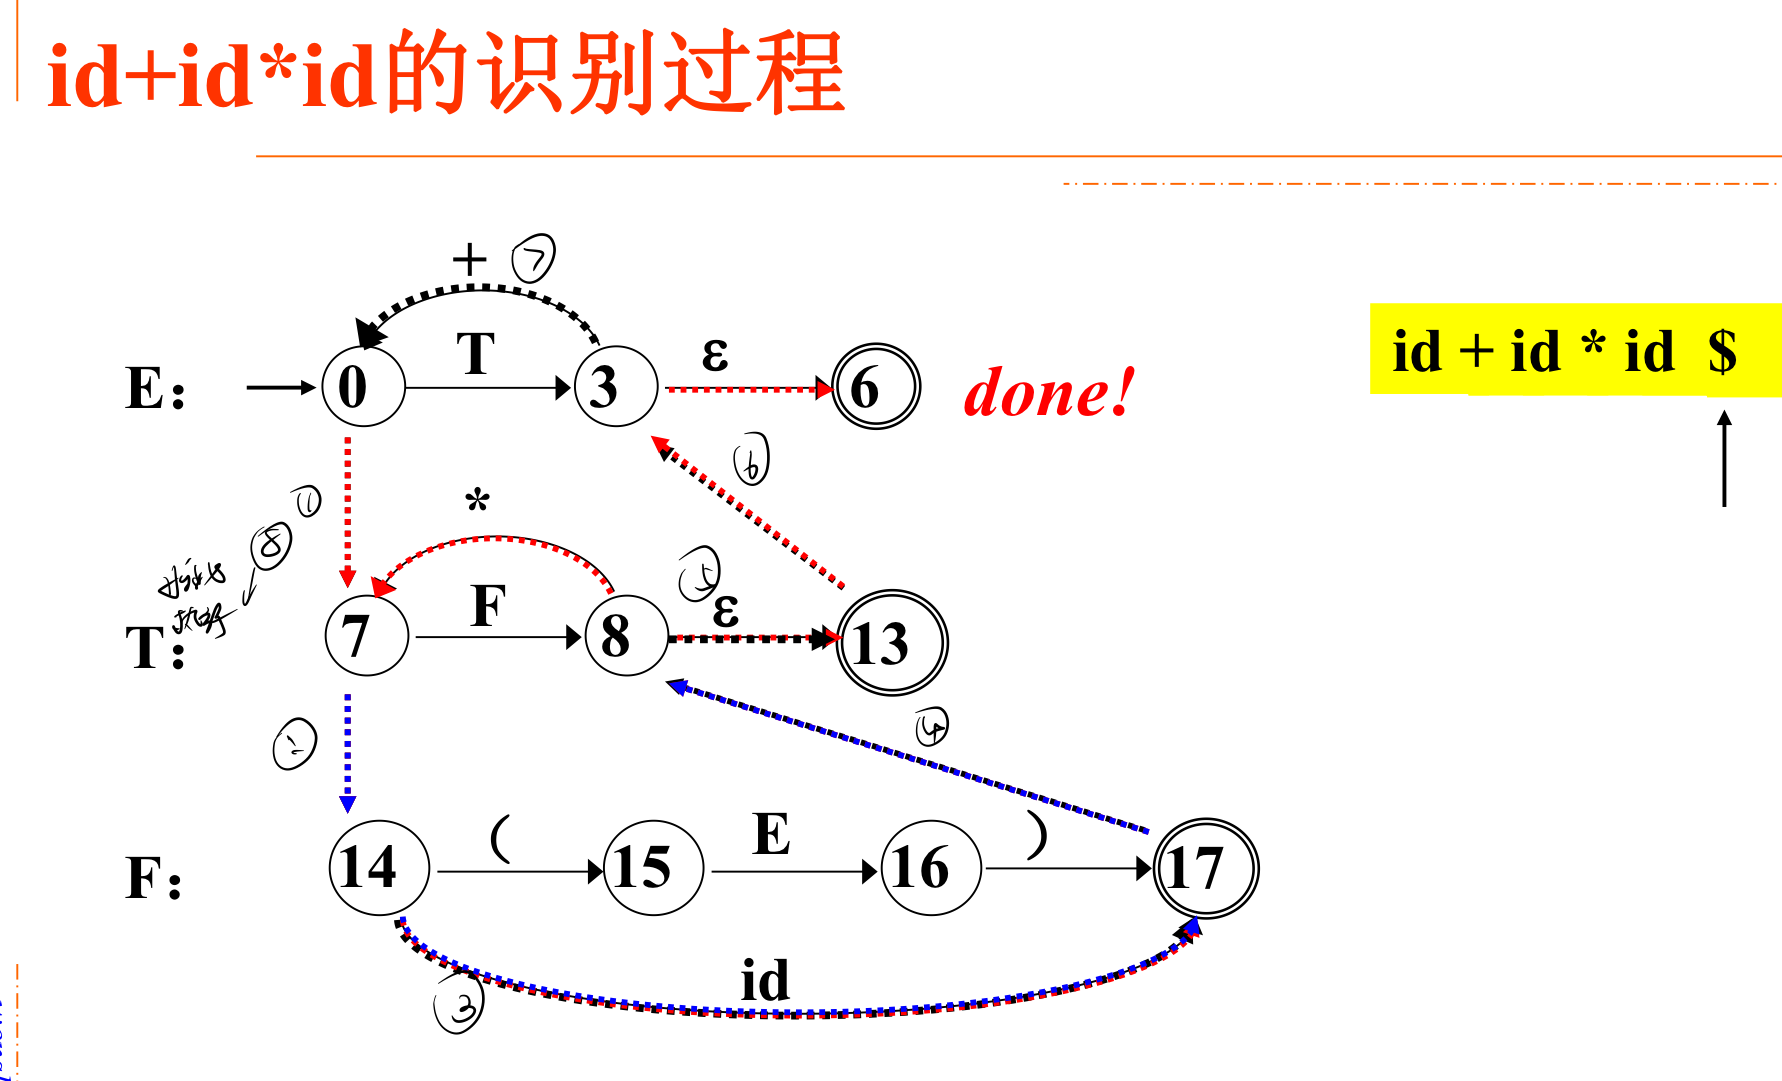 id+id*id的识别过程
+ ⑦
E： 0 T 3 ε 6 done!
id + id * id $
⑥
① * ⑧
⑤
T： 7 F 8 ε 13
② ④
F： 14 ( 15 E 16 ) 17
③ id